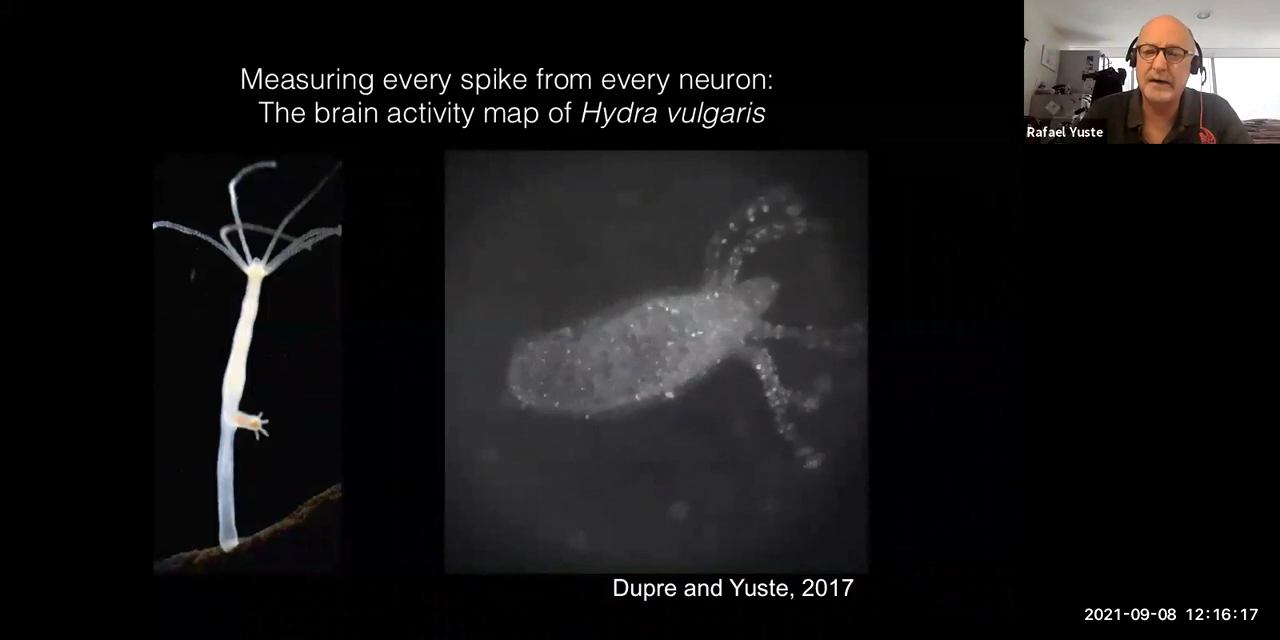 Measuring every spike from every neuron:
The brain activity map of Hydra vulgaris
Rafael Yuste
Dupre and Yuste, 2017
2021-09-08 12:16:17